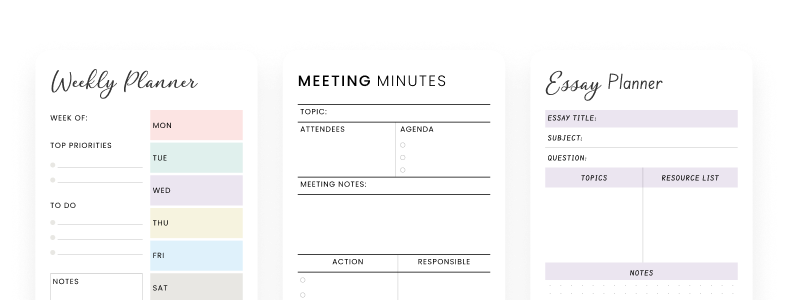 Weekly Planner
WEEK OF:
TOP PRIORITIES
TO DO
NOTES
MON
TUE
WED
THU
FRI
SAT
MEETING MINUTES
TOPIC:
ATTENDEES
AGENDA
MEETING NOTES:
ACTION
RESPONSIBLE
Essay Planner
ESSAY TITLE:
SUBJECT:
QUESTION:
TOPICS
RESOURCE LIST
NOTES